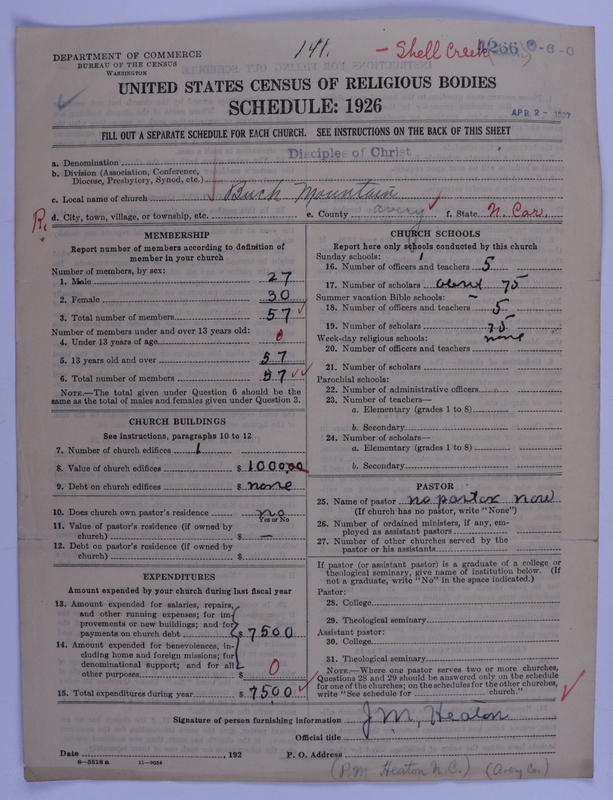 DEPARTMENT OF COMMERCE
BUREAU OF THE CENSUS
WASHINGTON
141. - Shell Creek 4266 6-0
UNITED STATES CENSUS OF RELIGIOUS BODIES
SCHEDULE: 1926
APR 2-
FILL OUT A SEPARATE SCHEDULE FOR EACH CHURCH. SEE INSTRUCTIONS ON THE BACK OF THIS SHEET
a. Denomination Disciples of Christ
b. Division (Association, Conference,
Diocese, Presbytery, Synod, etc.)
c. Local name of church Buck Mountain
R. d. City, town, village, or township, etc. e. County avery f. State N. Car.
MEMBERSHIP
Report number of members according to definition of
member in your church
Number of members, by sex:
1. Male 27
2. Female 30
3. Total number of members 57
Number of members under and over 13 years old:
4. Under 13 years of age 0
5. 13 years old and over 57
6. Total number of members 57
NOTE.—The total given under Question 6 should be the
same as the total of males and females given under Question 3.
CHURCH BUILDINGS
See instructions, paragraphs 10 to 12
7. Number of church edifices 1
8. Value of church edifices $ 1000.00
9. Debt on church edifices $ none
10. Does church own pastor's residence no
Yes or No
11. Value of pastor's residence (if owned by
church) $ —
12. Debt on pastor's residence (if owned by
church) $
EXPENDITURES
Amount expended by your church during last fiscal year
13. Amount expended for salaries, repairs,
and other running expenses; for im-
provements or new buildings; and for
payments on church debt $ 7500
14. Amount expended for benevolences, in-
cluding home and foreign missions; for
denominational support; and for all
other purposes $ 0
15. Total expenditures during year $ 7500
CHURCH SCHOOLS
Report here only schools conducted by this church
Sunday schools: 1
16. Number of officers and teachers 5
17. Number of scholars about 75
Summer vacation Bible schools: —
18. Number of officers and teachers 5
19. Number of scholars 75
Week-day religious schools: none
20. Number of officers and teachers
21. Number of scholars
Parochial schools:
22. Number of administrative officers
23. Number of teachers—
a. Elementary (grades 1 to 8)
b. Secondary
24. Number of scholars—
a. Elementary (grades 1 to 8)
b. Secondary
PASTOR
25. Name of pastor no pastor now
(If church has no pastor, write "None")
26. Number of ordained ministers, if any, em-
ployed as assistant pastors
27. Number of other churches served by the
pastor or his assistants
If pastor (or assistant pastor) is a graduate of a college or
theological seminary, give name of institution below. (If
not a graduate, write "No" in the space indicated.)
Pastor:
28. College
29. Theological seminary
Assistant pastor:
30. College
31. Theological seminary
NOTE.—Where one pastor serves two or more churches,
Questions 28 and 29 should be answered only on the schedule
for one of the churches; on the schedules for the other churches,
write "See schedule for church."
Signature of person furnishing information J M, Heaton
Official title
Date , 192 P. O. Address
8—5518a 11—9054 (P.M Heaton N.C.) (Avery Co.)